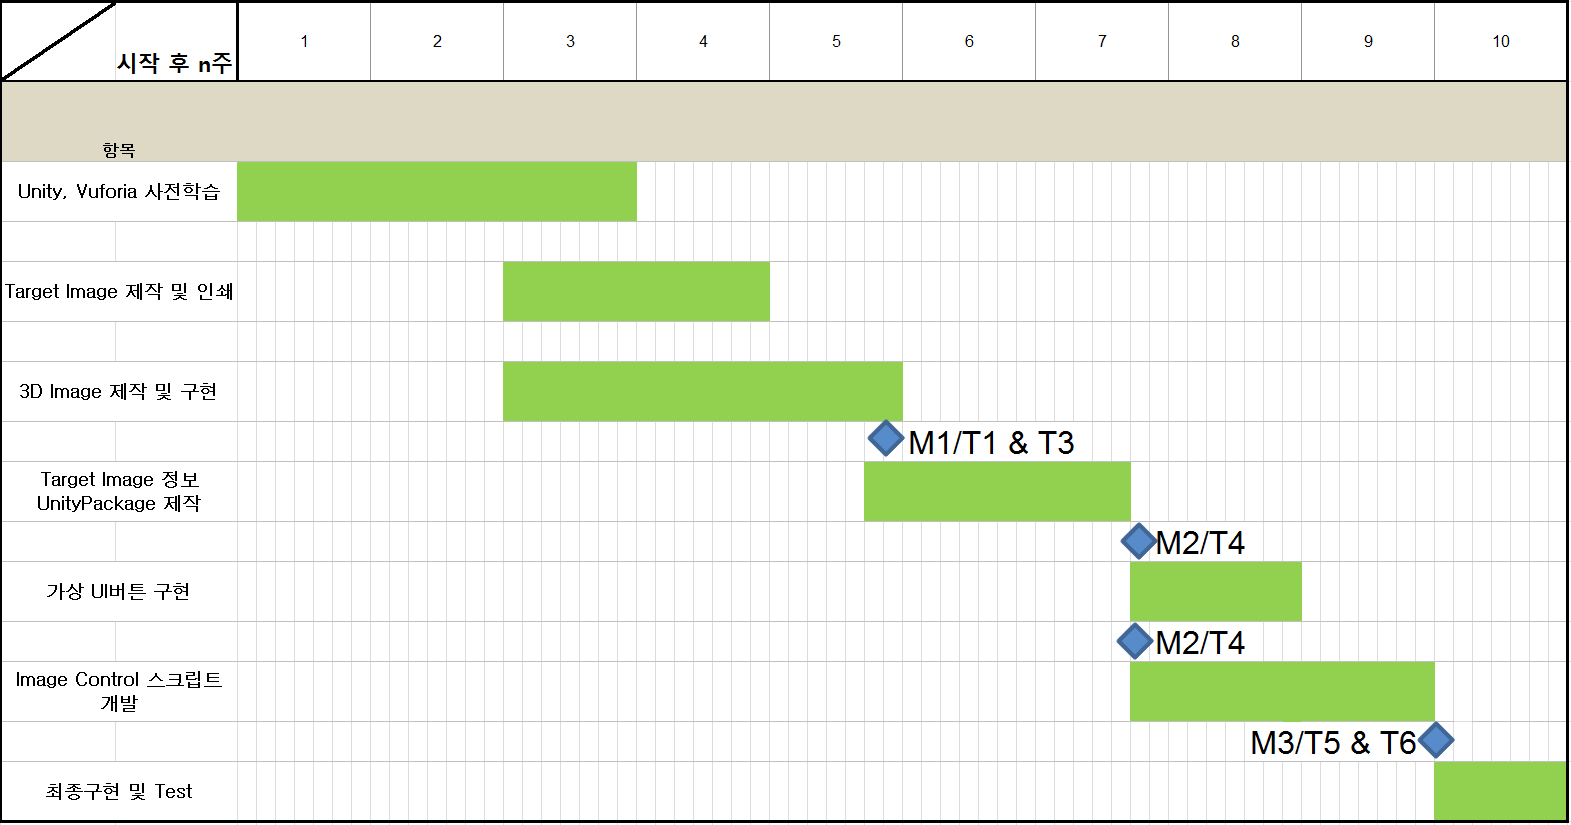 시작 후 n주
1 2 3 4 5 6 7 8 9 10
항목
Unity, Vuforia 사전학습
Target Image 제작 및 인쇄
3D Image 제작 및 구현
M1/T1 & T3
Target Image 정보
UnityPackage 제작
M2/T4
가상 UI버튼 구현
M2/T4
Image Control 스크립트
개발
M3/T5 & T6
최종구현 및 Test